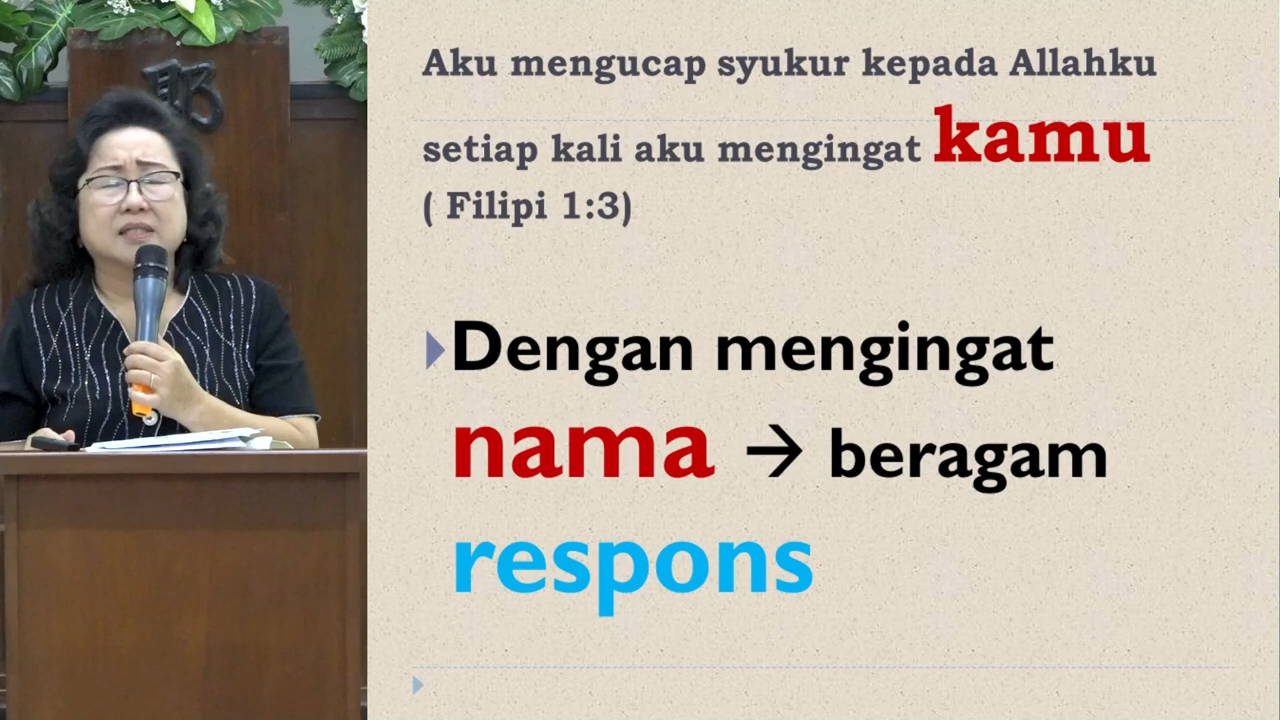 Aku mengucap syukur kepada Allahku
setiap kali aku mengingat kamu
( Filipi 1:3)
Dengan mengingat
nama → beragam
respons